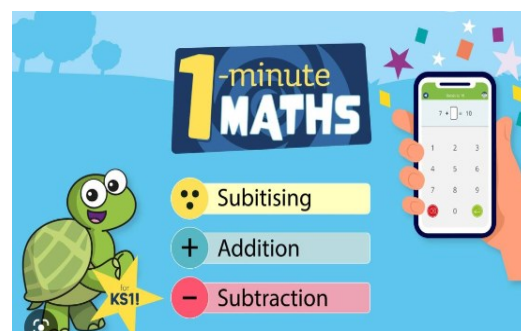 1-minute
MATHS
Subitising
+ Addition
- Subtraction
for
KS1!
7 + = 10
1 2 3
4 5 6
7 8 9
0